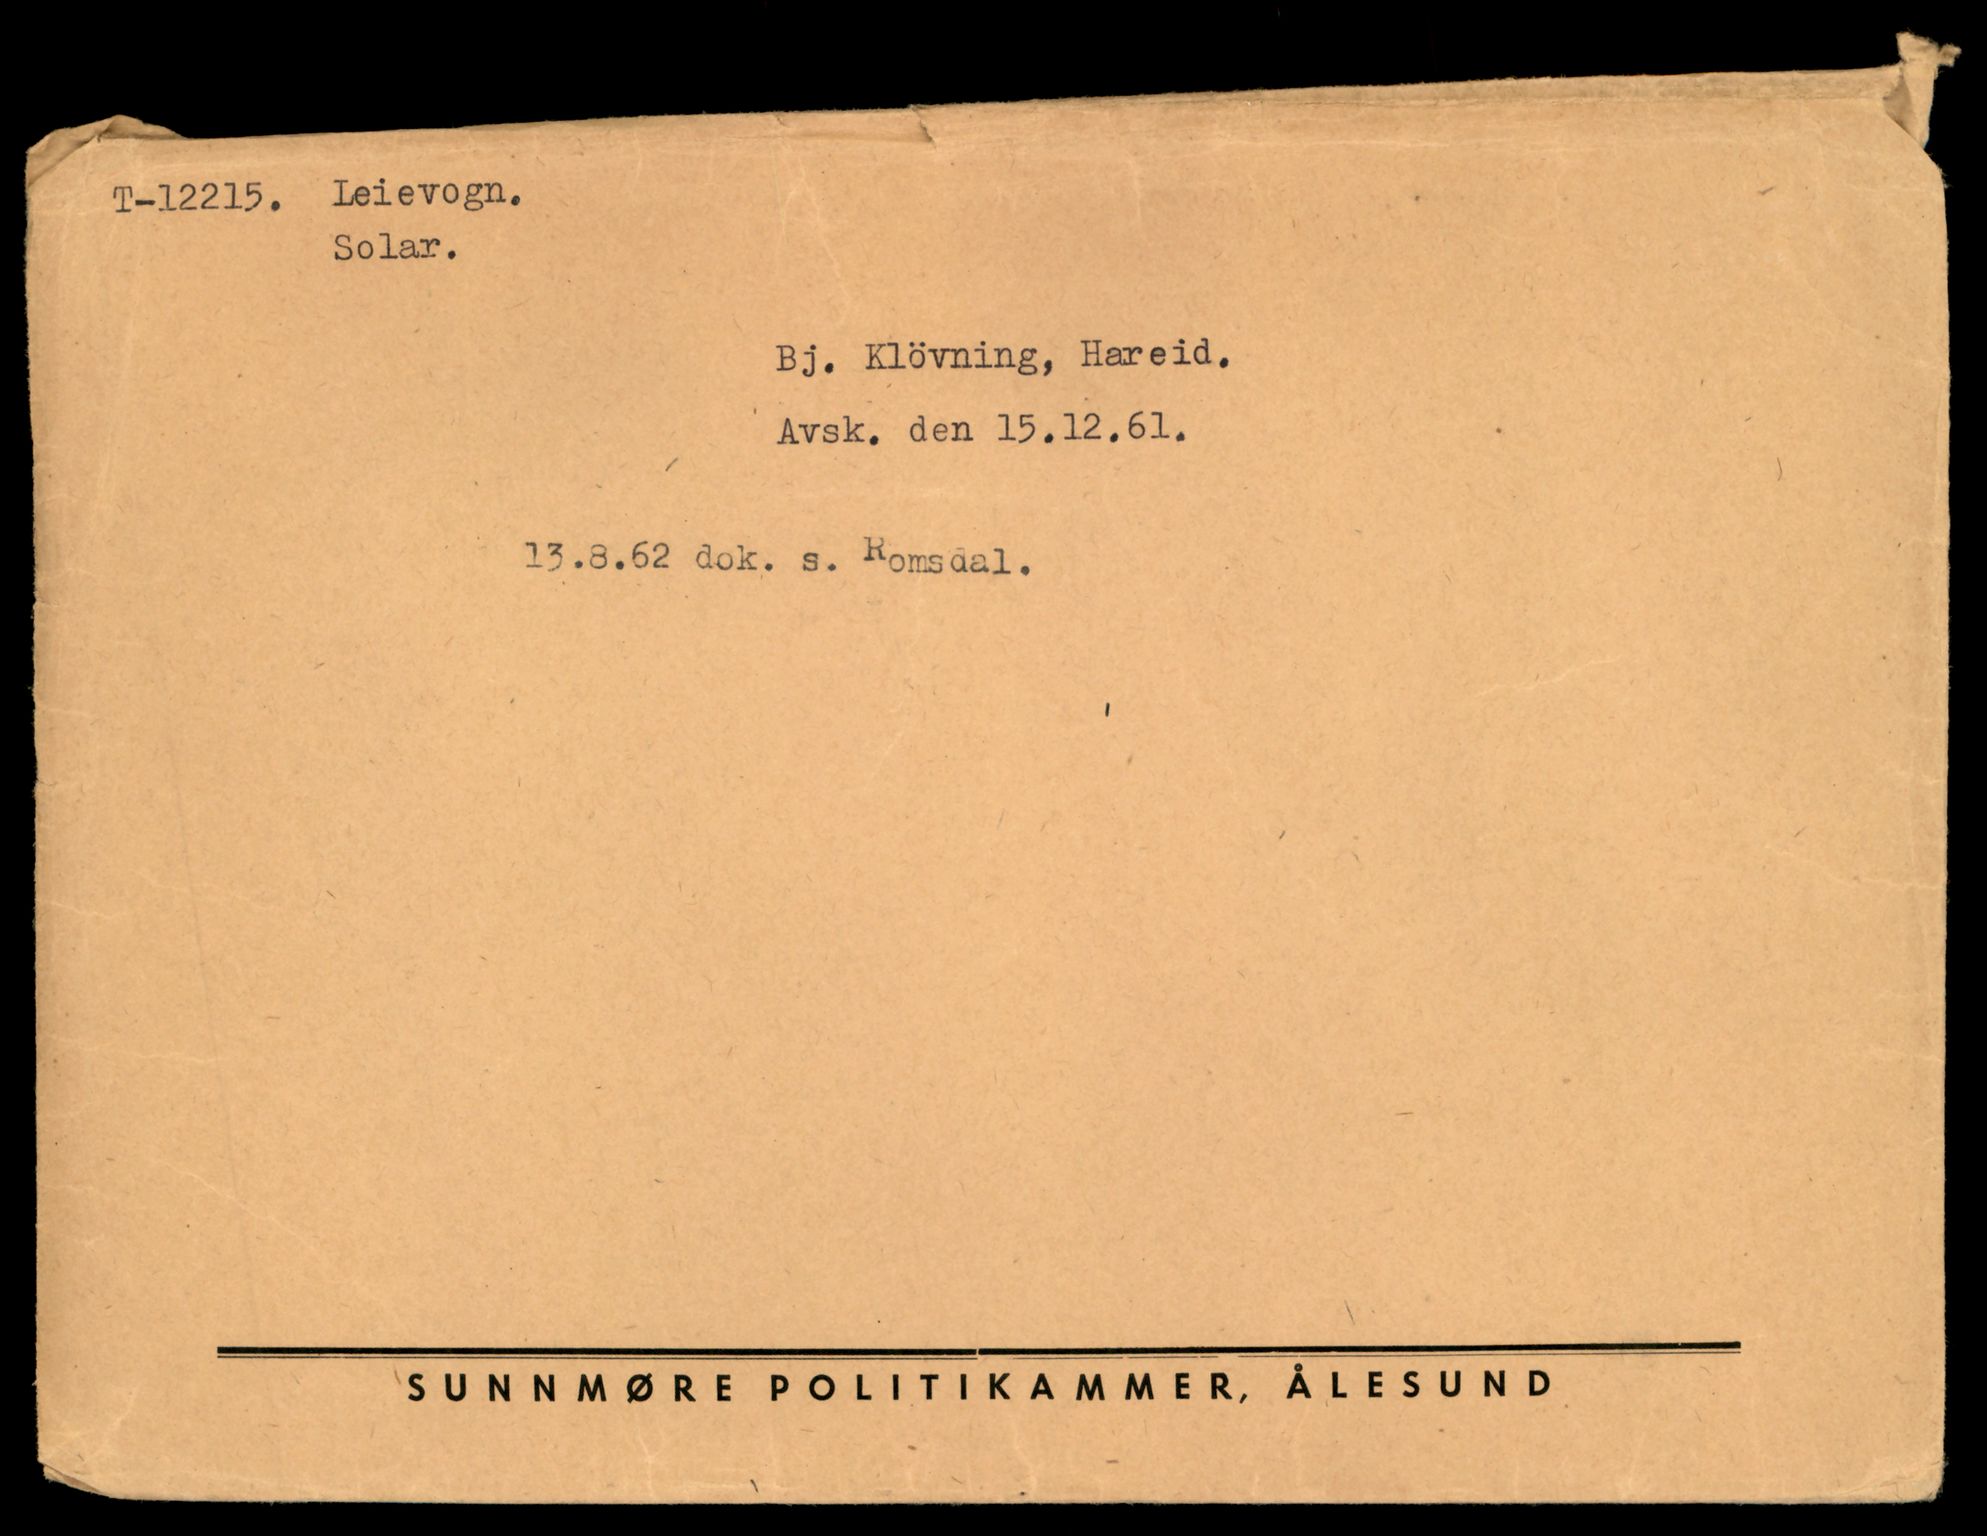 T-12215. Leievogn.
Solar.
Bj. Klövning, Hareid.
Avsk. den 15.12.61.
13.8.62 dok. s. Romsdal.
SUNNMØRE POLITIKAMMER, ÅLESUND